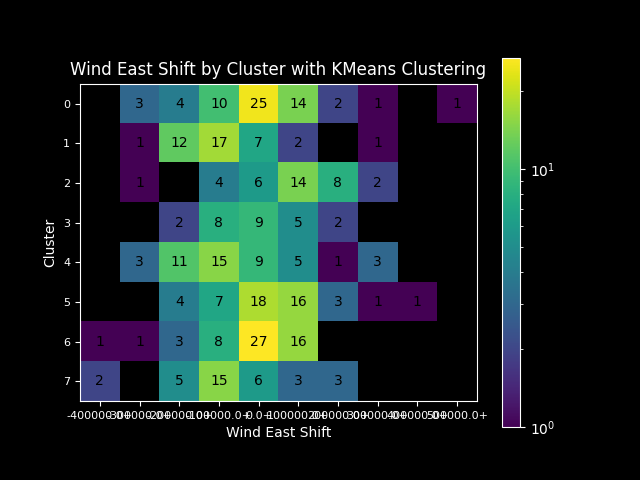 Wind East Shift by Cluster with KMeans Clustering
0 3 4 10 25 14 2 1 1
1 1 12 17 7 2 1
2 1 4 6 14 8 2
3 2 8 9 5 2
4 3 11 15 9 5 1 3
5 4 7 18 16 3 1 1
6 1 1 3 8 27 16
7 2 5 15 6 3 3
Cluster
Wind East Shift
10¹
10⁰